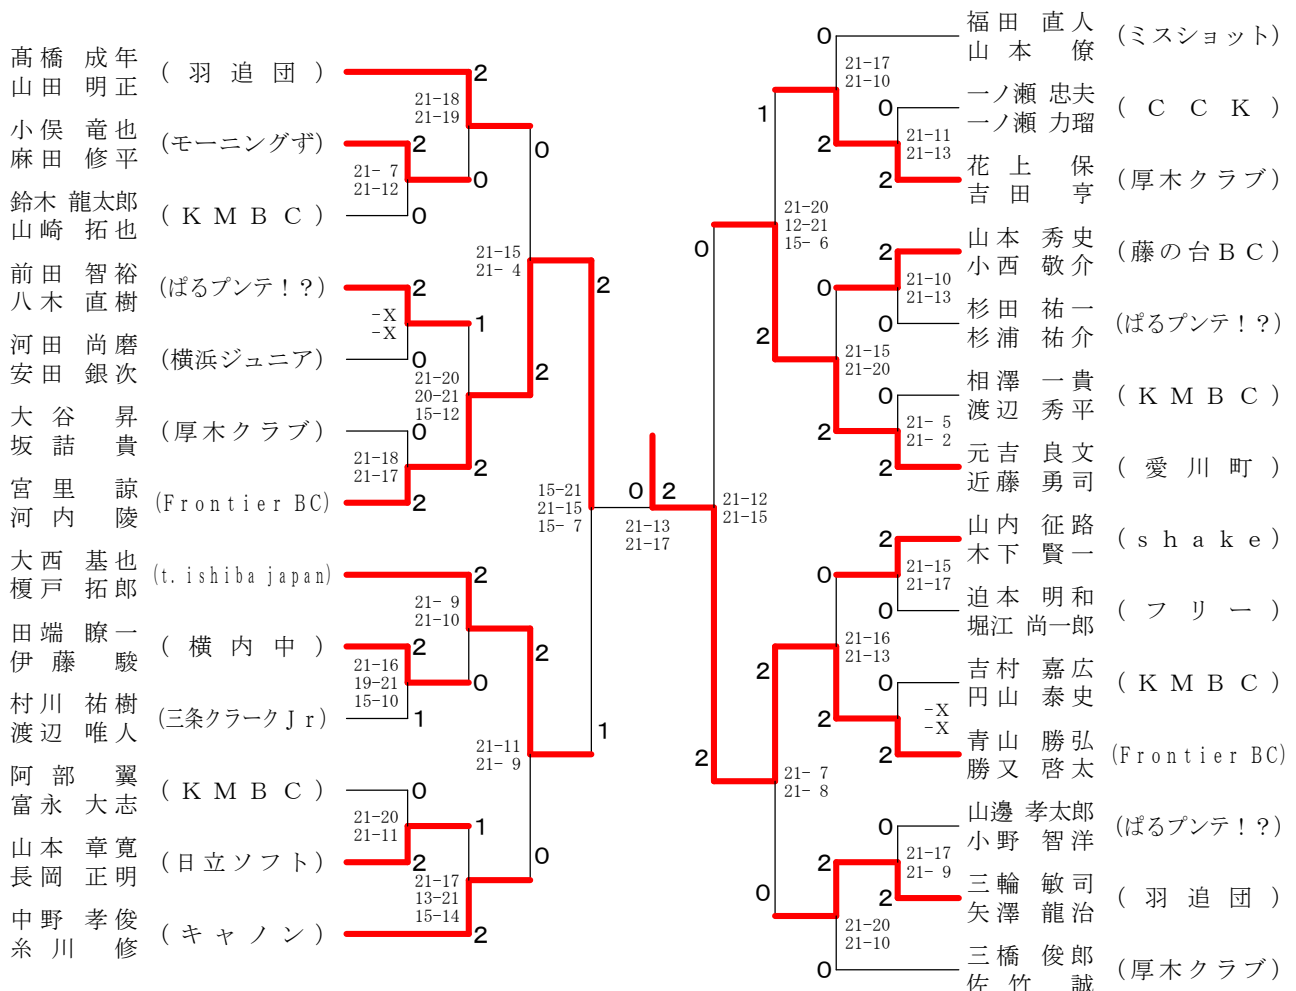 髙橋 成年
山田 明正
(羽追団)
小俣 竜也
麻田 修平
(モーニングず)
鈴木 龍太郎
山崎 拓也
(ＫＭＢＣ)
前田 智裕
八木 直樹
(ぱるプンテ！？)
河田 尚磨
安田 銀次
(横浜ジュニア)
大谷 昇
坂詰 貴
(厚木クラブ)
宮里 諒
河内 陵
(Frontier BC)
大西 基也
榎戸 拓郎
(t. ishiba japan)
田端 瞭一
伊藤 駿
(横内中)
村川 祐樹
渡辺 唯人
(三条クラークＪｒ)
阿部 翼
富永 大志
(ＫＭＢＣ)
山本 章寛
長岡 正明
(日立ソフト)
中野 孝俊
糸川 修
(キャノン)
2
21-18
21-19
2
0
21- 7
21-12
0
0
21-15
21- 4
2
-X
-X
1
0
21-20
20-21
15-12
2
0
21-18
21-17
2
2
2
15-21
21-15
15- 7
2
21- 9
21-10
2
2
21-16
19-21
15-10
0
1
1
21-11
21- 9
0
21-20
21-11
1
2
0
21-17
13-21
15-14
2
0 2
21-13
21-17
福田 直人
山本 僚
(ミスショット)
一ノ瀬 忠夫
一ノ瀬 力瑠
(ＣＣＫ)
花上 保
吉田 亨
(厚木クラブ)
山本 秀史
小西 敬介
(藤の台ＢＣ)
杉田 祐一
杉浦 祐介
(ぱるプンテ！？)
相澤 一貴
渡辺 秀平
(ＫＭＢＣ)
元吉 良文
近藤 勇司
(愛川町)
山内 征路
木下 賢一
(ｓｈａｋｅ)
迫本 明和
堀江 尚一郎
(フリー)
吉村 嘉広
円山 泰史
(ＫＭＢＣ)
青山 勝弘
勝又 啓太
(Frontier BC)
山邊 孝太郎
小野 智洋
(ぱるプンテ！？)
三輪 敏司
矢澤 龍治
(羽追団)
三橋 俊郎
佐竹 誠
(厚木クラブ)
0
21-17
21-10
1
0
21-11
21-13
2
2
21-20
12-21
15- 6
0
2
21-10
21-13
0
0
2
21-15
21-20
0
21- 5
21- 2
2
2
21-12
21-15
2
21-15
21-17
0
0
21-16
21-13
2
0
-X
-X
2
2
2
21- 7
21- 8
0
21-17
21- 9
2
2
0
21-20
21-10
0